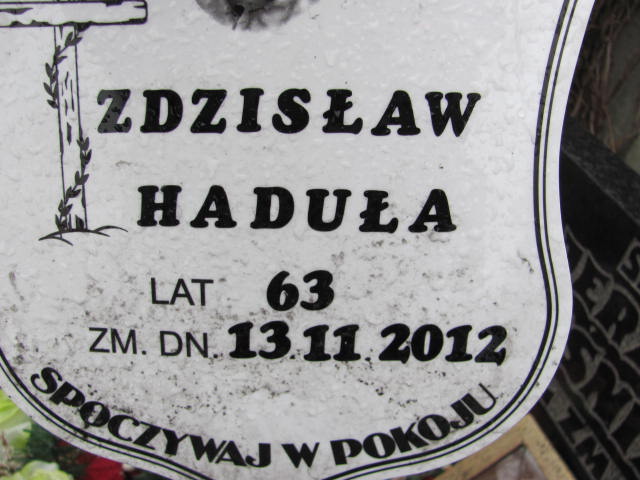 ZDZISŁAW
HADUŁA
LAT 63
ZM. DN. 13.11.2012
SPOCZYWAJ W POKOJU